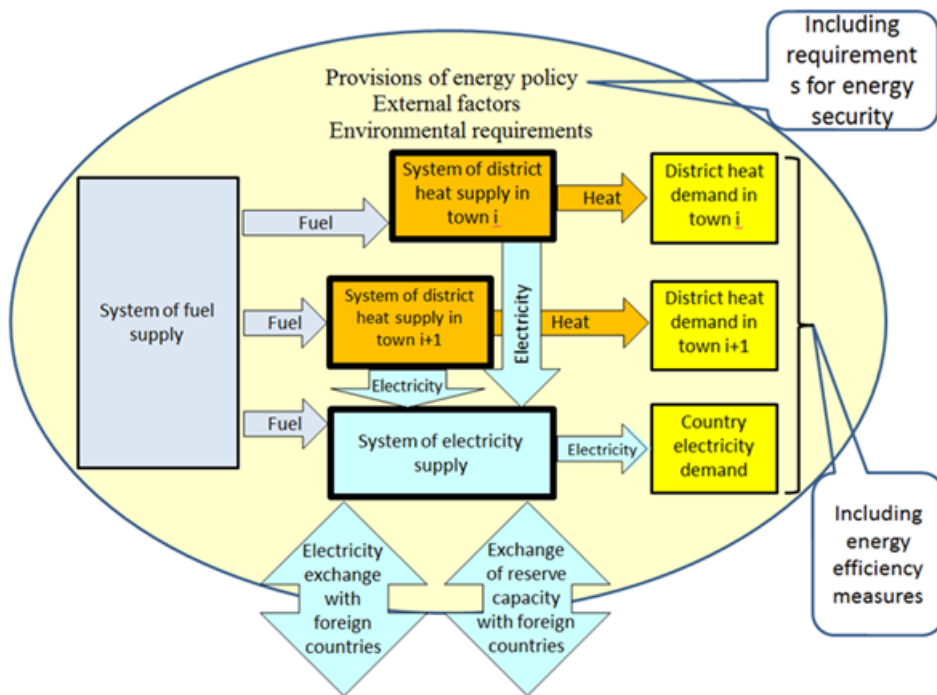 Including
requirement
s for energy
security
Provisions of energy policy
External factors
Environmental requirements
System of fuel
supply
Fuel
System of district
heat supply in
town i
Heat
District heat
demand in
town i
Fuel
System of district
heat supply in
town i+1
Electricity
Heat
District heat
demand in
town i+1
Electricity
Fuel
System of electricity
supply
Electricity
Country
electricity
demand
Including
energy
efficiency
measures
Electricity
exchange
with
foreign
countries
Exchange
of reserve
capacity
with foreign
countries